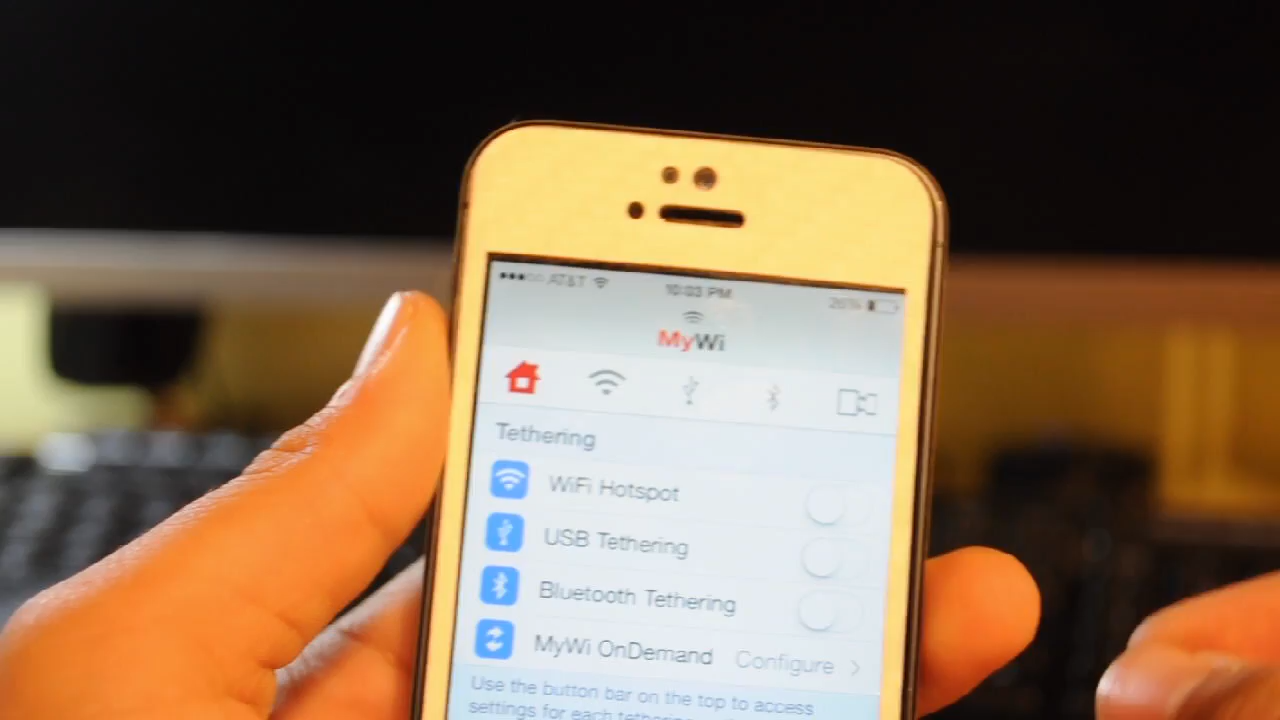 AT&T 10:03 PM 26%
MyWi
Tethering
WiFi Hotspot
USB Tethering
Bluetooth Tethering
MyWi OnDemand Configure
Use the button bar on the top to access
settings for each